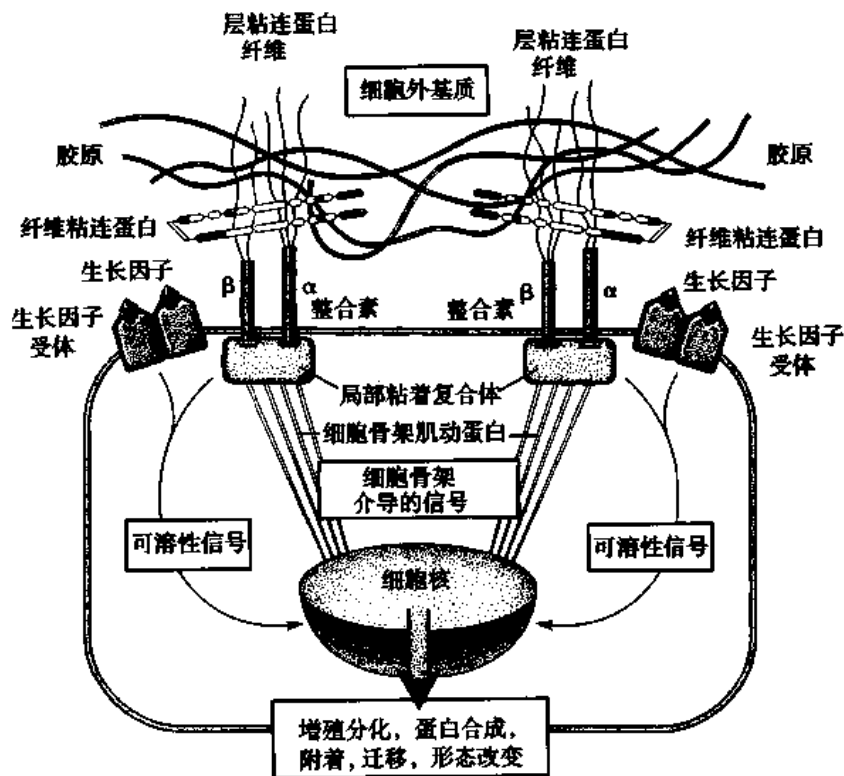 层粘连蛋白
纤维
层粘连蛋白
纤维
细胞外基质
胶原
胶原
纤维粘连蛋白
纤维粘连蛋白
生长因子
生长因子
β
α
整合素
整合素
β
α
生长因子
受体
生长因子
受体
局部粘着复合体
细胞骨架肌动蛋白
细胞骨架
介导的信号
可溶性信号
可溶性信号
细胞核
增殖分化，蛋白合成，
附着，迁移，形态改变